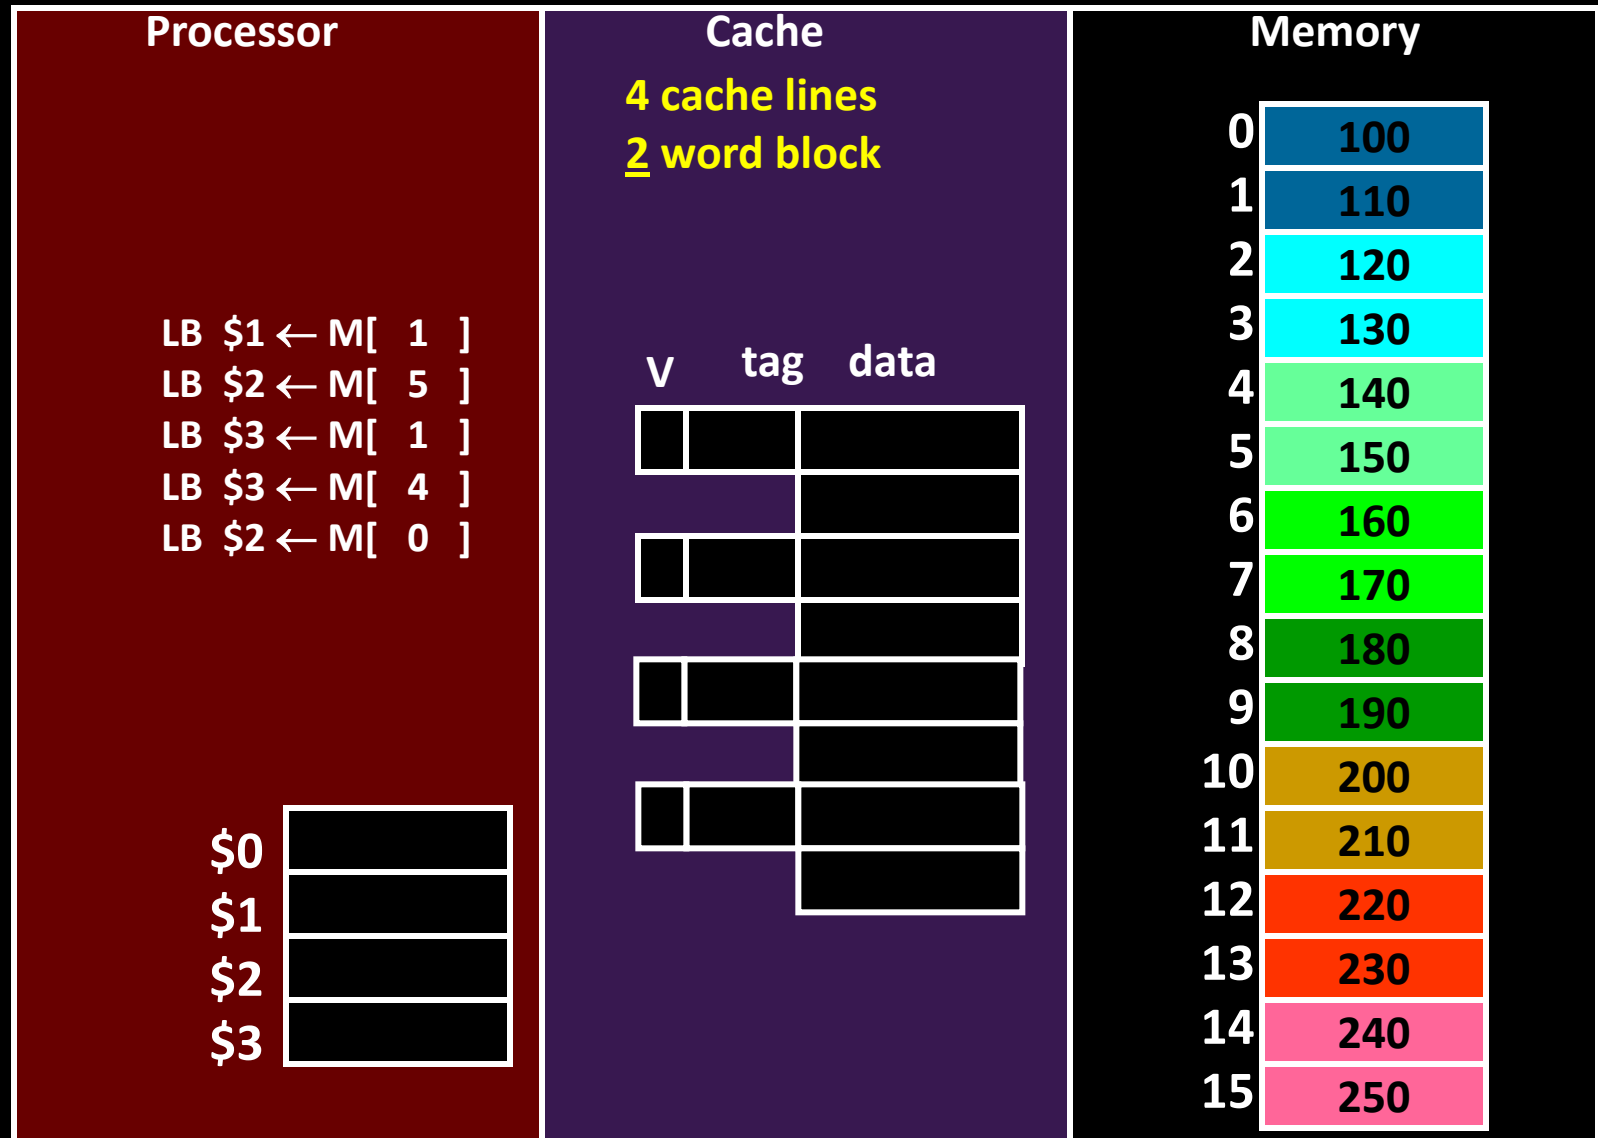 Processor
LB $1 ← M[ 1 ]
LB $2 ← M[ 5 ]
LB $3 ← M[ 1 ]
LB $3 ← M[ 4 ]
LB $2 ← M[ 0 ]
$0
$1
$2
$3
Cache
4 cache lines
2 word block
V tag data
Memory
0 100
1 110
2 120
3 130
4 140
5 150
6 160
7 170
8 180
9 190
10 200
11 210
12 220
13 230
14 240
15 250